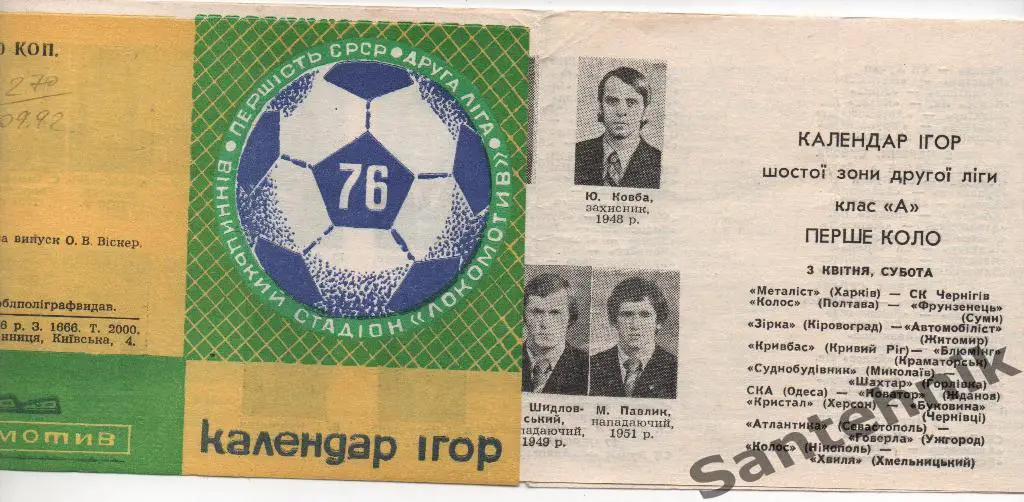 0 КОП.
270
09.92
а випуск О. В. Віскер.
облполіграфвидав.
6 р. З. 1666. Т. 2000.
нниця, Київська, 4.
мотив
ПЕРШІСТЬ СРСР • ДРУГА ЛІГА •
ВІННИЦЬКИЙ СТАДІОН «ЛОКОМОТИВ»
76
календар ігор
Ю. Ковба,
захисник,
1948 р.
Шидлов-
ський,
нападаючий,
1949 р.
М. Павлик,
нападаючий,
1951 р.
КАЛЕНДАР ІГОР
шостої зони другої ліги
клас «А»
ПЕРШЕ КОЛО
3 КВІТНЯ, СУБОТА
«Металіст» (Харків) — СК Чернігів
«Колос» (Полтава) — «Фрунзенець»
(Суми)
«Зірка» (Кіровоград) —«Автомобіліст»
(Житомир)
«Кривбас» (Кривий Ріг)— «Блюмінг»
(Краматорськ)
«Суднобудівник» (Миколаїв) —
«Шахтар» (Горлівка)
СКА (Одеса) — «Новатор» (Жданов)
«Кристал» (Херсон) — «Буковина»
(Чернівці)
«Атлантика» (Севастополь) —
«Говерла» (Ужгород)
«Колос» (Нікополь) —
«Хвиля» (Хмельницький)
Santehnik